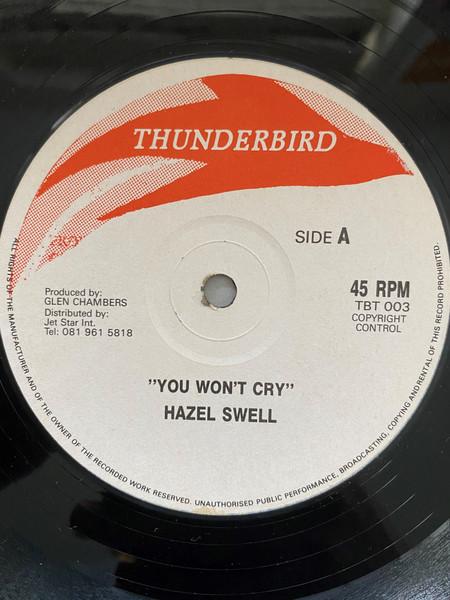 THUNDERBIRD
SIDE A
Produced by:
GLEN CHAMBERS
Distributed by:
Jet Star Int.
Tel: 081 961 5818
45 RPM
TBT 003
COPYRIGHT
CONTROL
"YOU WON'T CRY"
HAZEL SWELL
ALL RIGHTS OF THE MANUFACTURER AND OF THE OWNER OF THE RECORDED WORK RESERVED. UNAUTHORISED PUBLIC PERFORMANCE, BROADCASTING, COPYING AND RENTAL OF THIS RECORD PROHIBITED.